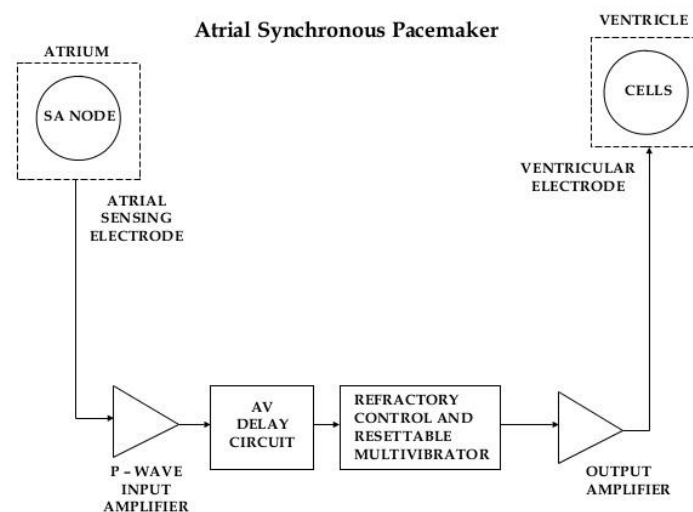 Atrial Synchronous Pacemaker
ATRIUM
SA NODE
ATRIAL
SENSING
ELECTRODE
VENTRICLE
CELLS
VENTRICULAR
ELECTRODE
P – WAVE
INPUT
AMPLIFIER
AV
DELAY
CIRCUIT
REFRACTORY
CONTROL AND
RESETTABLE
MULTIVIBRATOR
OUTPUT
AMPLIFIER